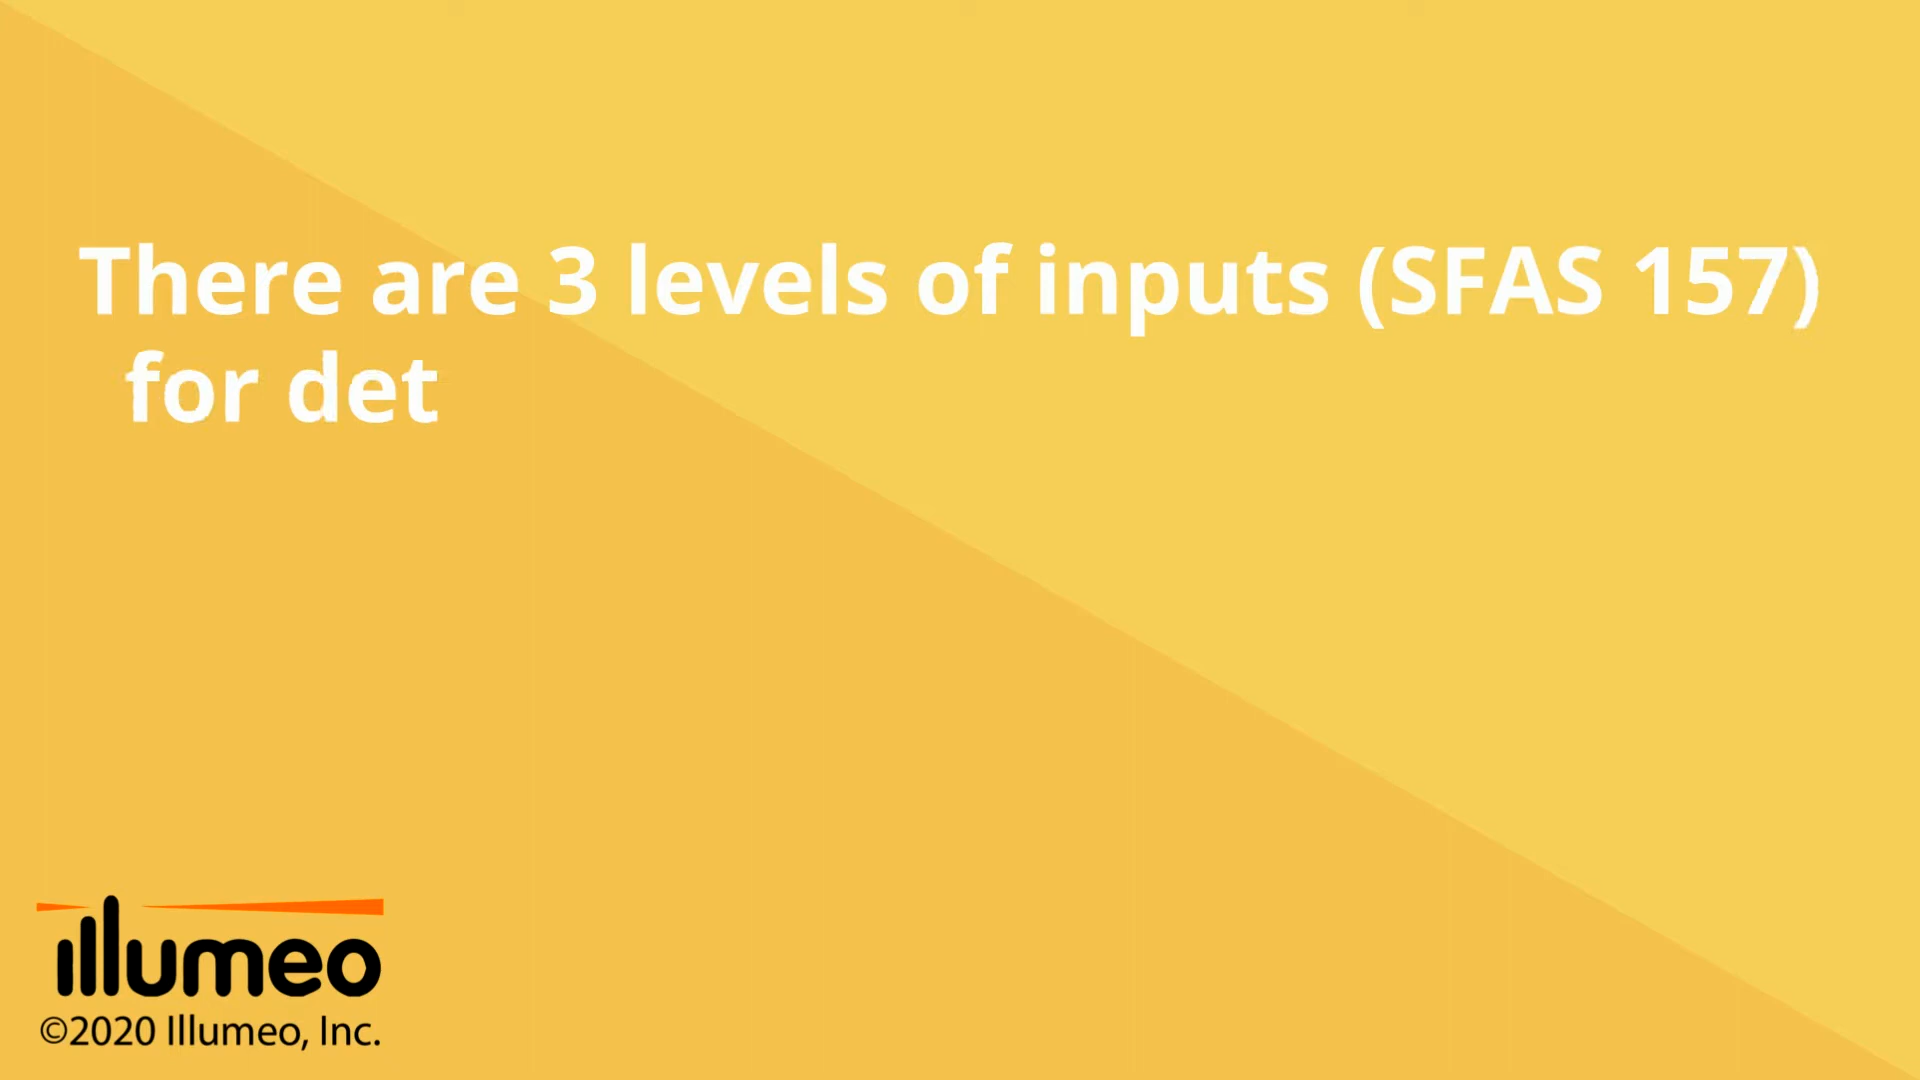 There are 3 levels of inputs (SFAS 157)
for det
illumeo
©2020 Illumeo, Inc.